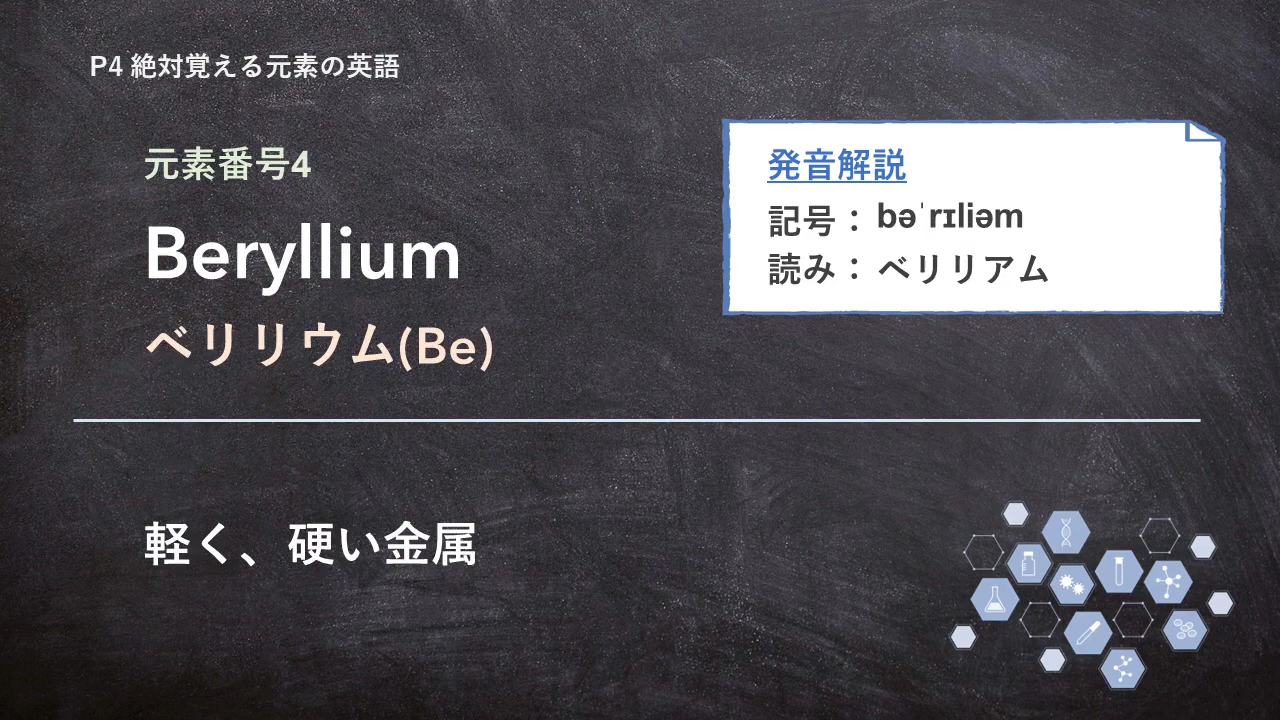 P4 絶対覚える元素の英語
元素番号4
Beryllium
ベリリウム(Be)
発音解説
記号： bəˈrɪliəm
読み： ベリリアム
軽く、硬い金属